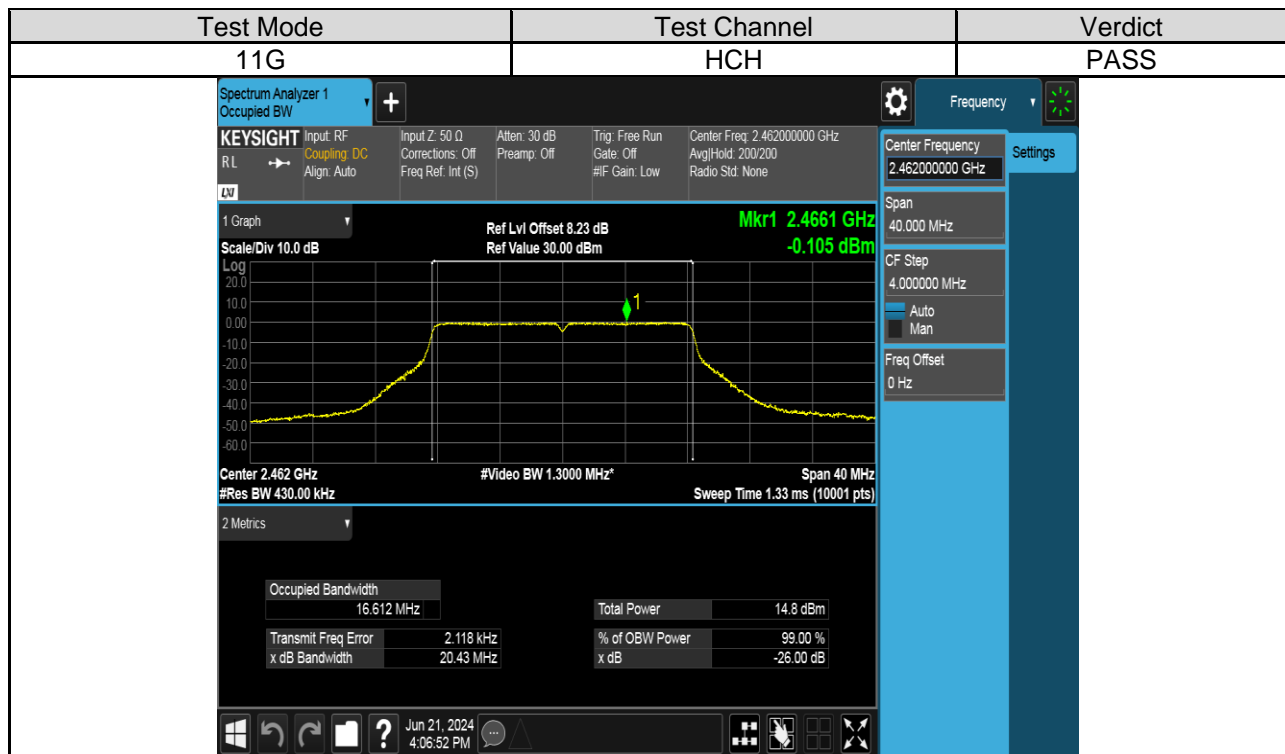 Test Mode Test Channel Verdict
11G HCH PASS
Spectrum Analyzer 1
Occupied BW
+
Frequency
KEYSIGHT Input: RF Input Z: 50 Ω Atten: 30 dB Trig: Free Run Center Freq: 2.462000000 GHz
RL Coupling: DC Corrections: Off Preamp: Off Gate: Off Avg|Hold: 200/200
Align: Auto Freq Ref: Int (S) #IF Gain: Low Radio Std: None
LXI
Center Frequency
2.462000000 GHz
Settings
Span
40.000 MHz
CF Step
4.000000 MHz
Auto
Man
Freq Offset
0 Hz
1 Graph
Ref Lvl Offset 8.23 dB Mkr1 2.4661 GHz
Scale/Div 10.0 dB Ref Value 30.00 dBm -0.105 dBm
Log
20.0
10.0
1
0.00
-10.0
-20.0
-30.0
-40.0
-50.0
-60.0
Center 2.462 GHz #Video BW 1.3000 MHz* Span 40 MHz
#Res BW 430.00 kHz Sweep Time 1.33 ms (10001 pts)
2 Metrics
Occupied Bandwidth
16.612 MHz Total Power 14.8 dBm
Transmit Freq Error 2.118 kHz % of OBW Power 99.00 %
x dB Bandwidth 20.43 MHz x dB -26.00 dB
? Jun 21, 2024
4:06:52 PM